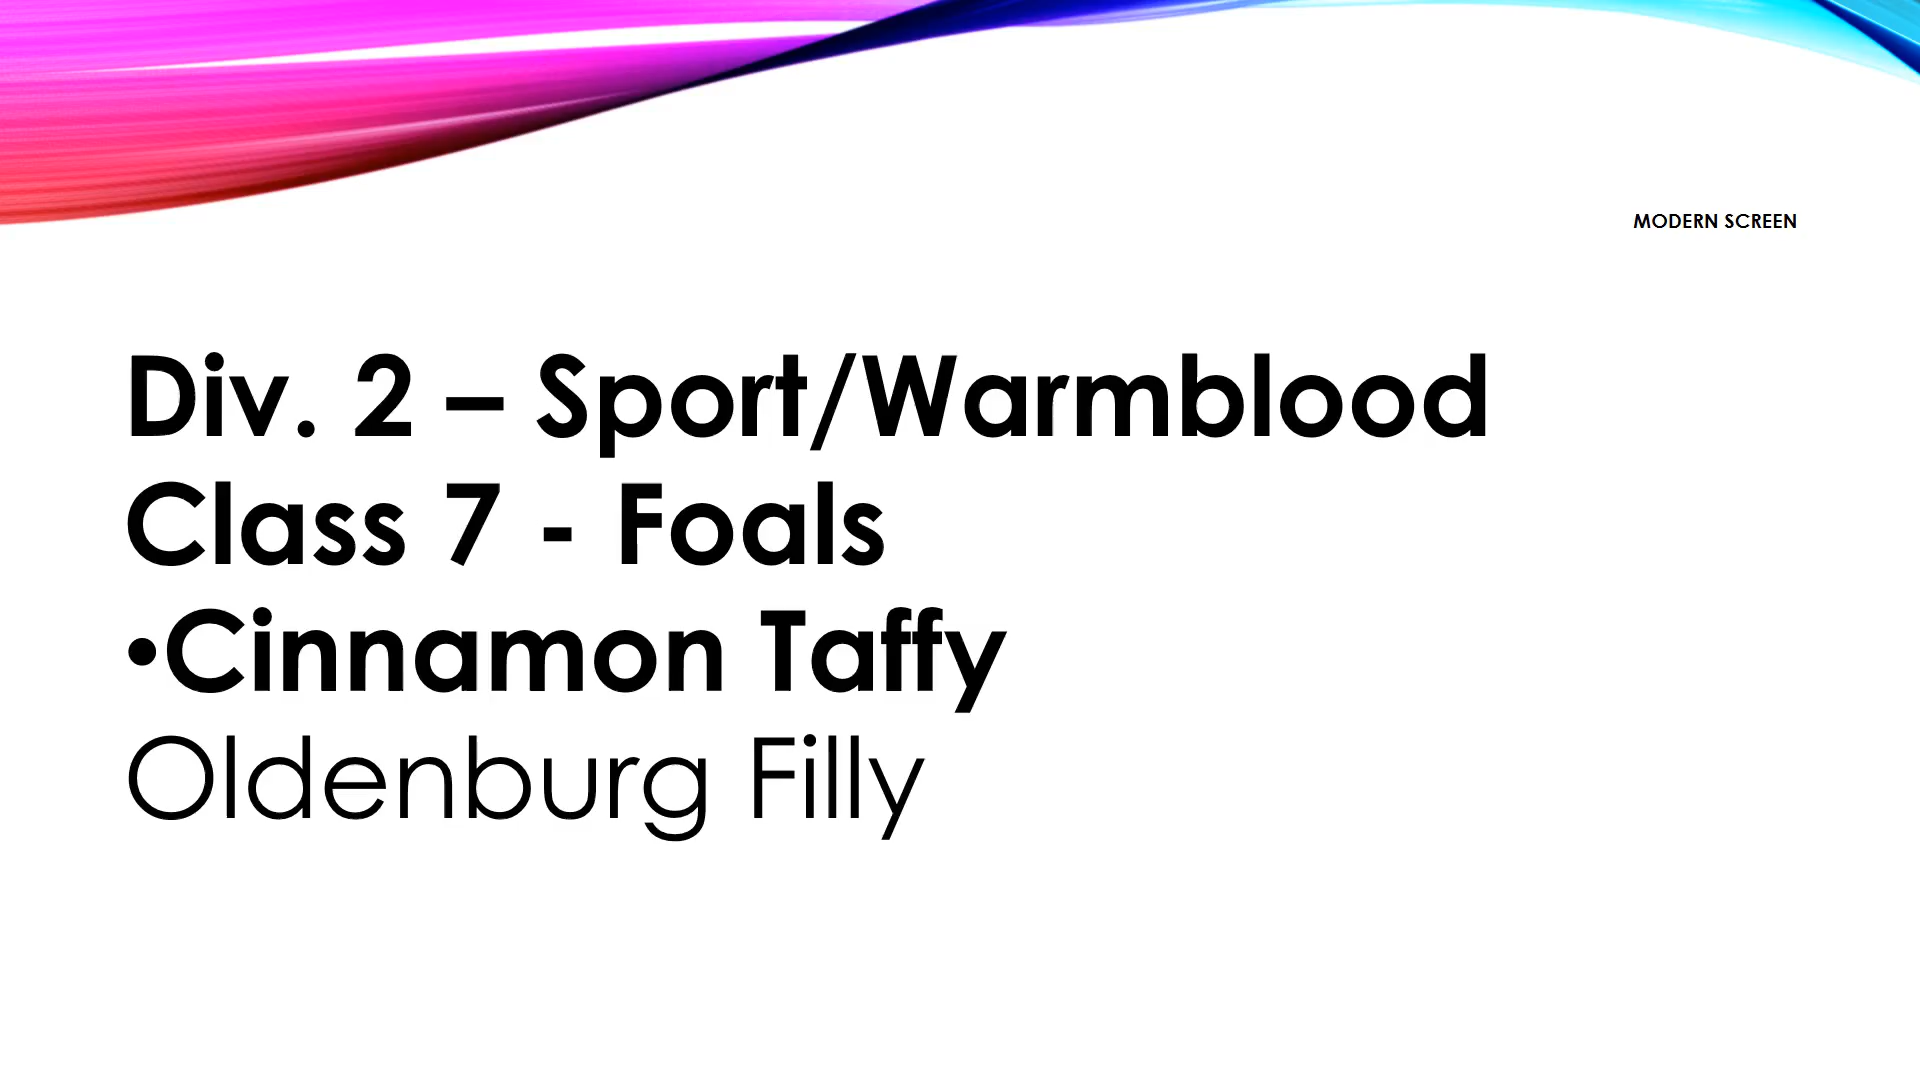 MODERN SCREEN
Div. 2 – Sport/Warmblood
Class 7 - Foals
•Cinnamon Taffy
Oldenburg Filly